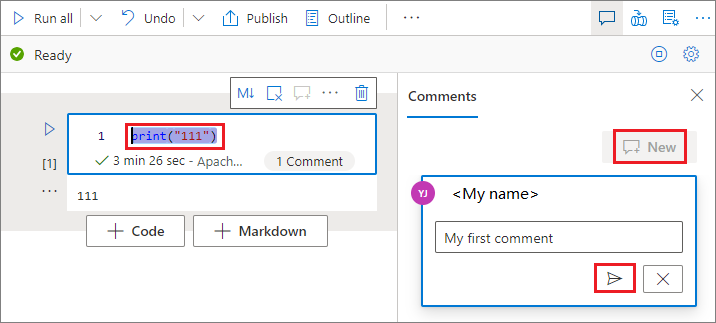 Run all Undo Publish Outline ...
Ready
M↓ ...
Comments
New
1 print("111")
[1] 3 min 26 sec - Apach... 1 Comment
... 111
YJ <My name>
My first comment
Code Markdown